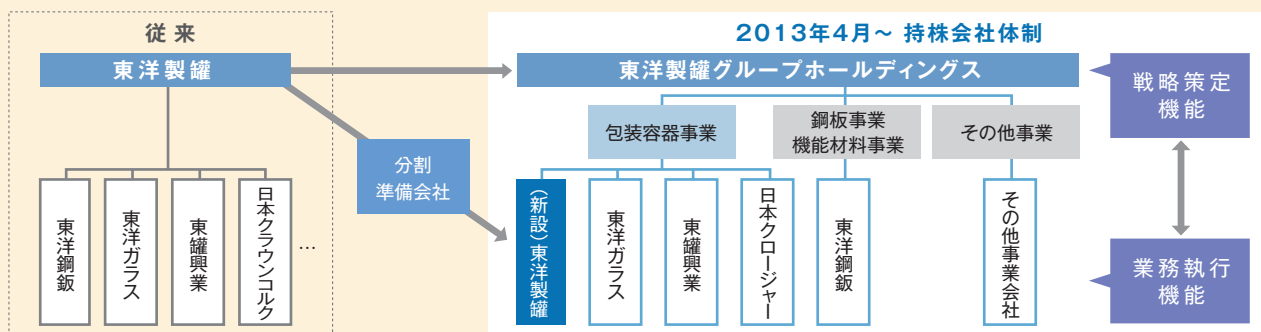 従来
東洋製罐
東洋鋼鈑
東洋ガラス
東罐興業
日本クラウンコルク
…
分割
準備会社
2013年4月～ 持株会社体制
東洋製罐グループホールディングス
包装容器事業
鋼板事業
機能材料事業
その他事業
（新設）東洋製罐
東洋ガラス
東罐興業
日本クロージャー
東洋鋼鈑
その他事業会社
戦略策定
機能
業務執行
機能